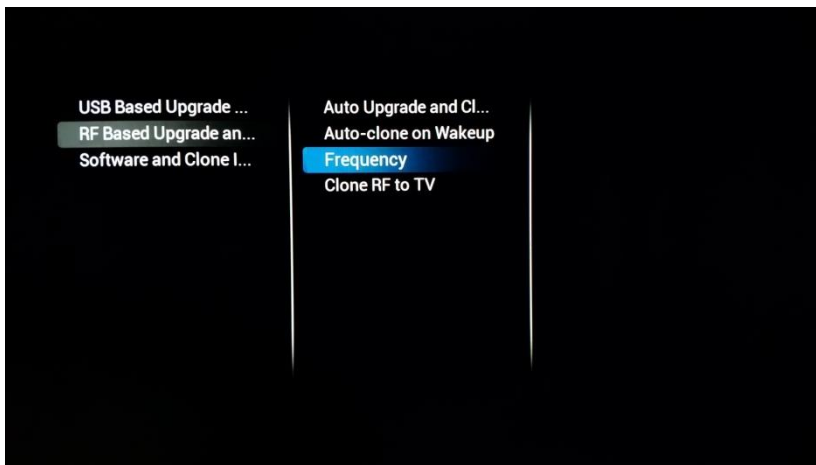 USB Based Upgrade ...
RF Based Upgrade an...
Software and Clone I...
Auto Upgrade and Cl...
Auto-clone on Wakeup
Frequency
Clone RF to TV